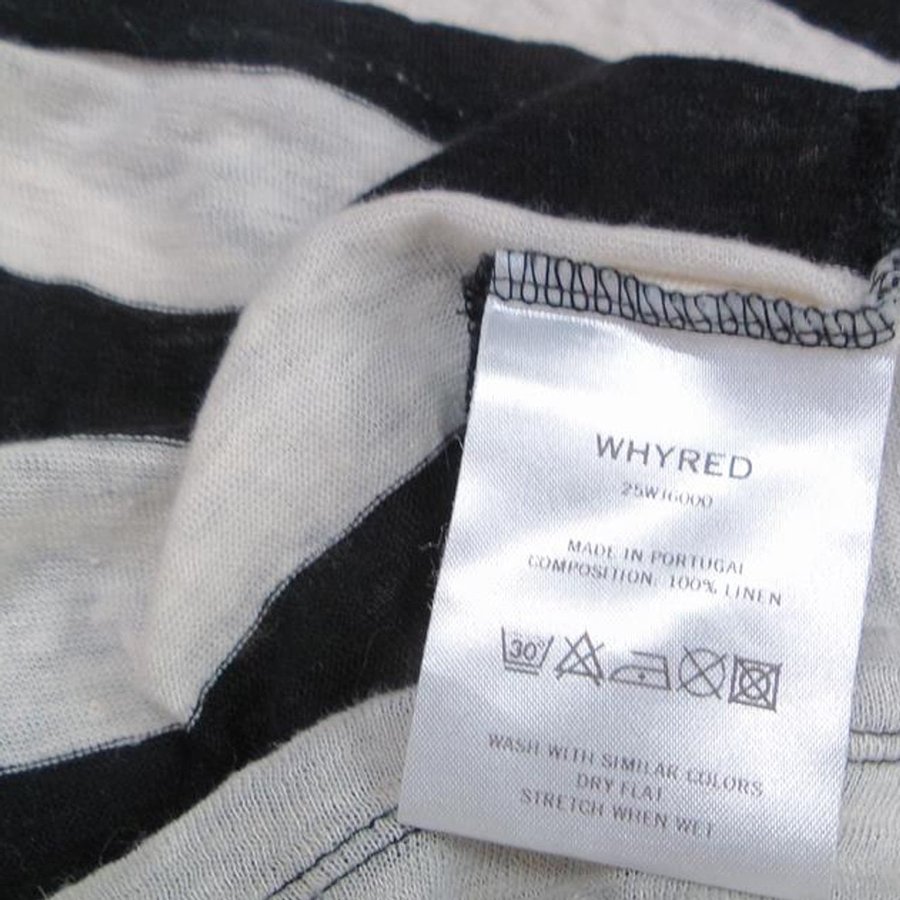 WHYRED
25W16000
MADE IN PORTUGAL
COMPOSITION: 100% LINEN
30°
WASH WITH SIMILAR COLORS
DRY FLAT
STRETCH WHEN WET